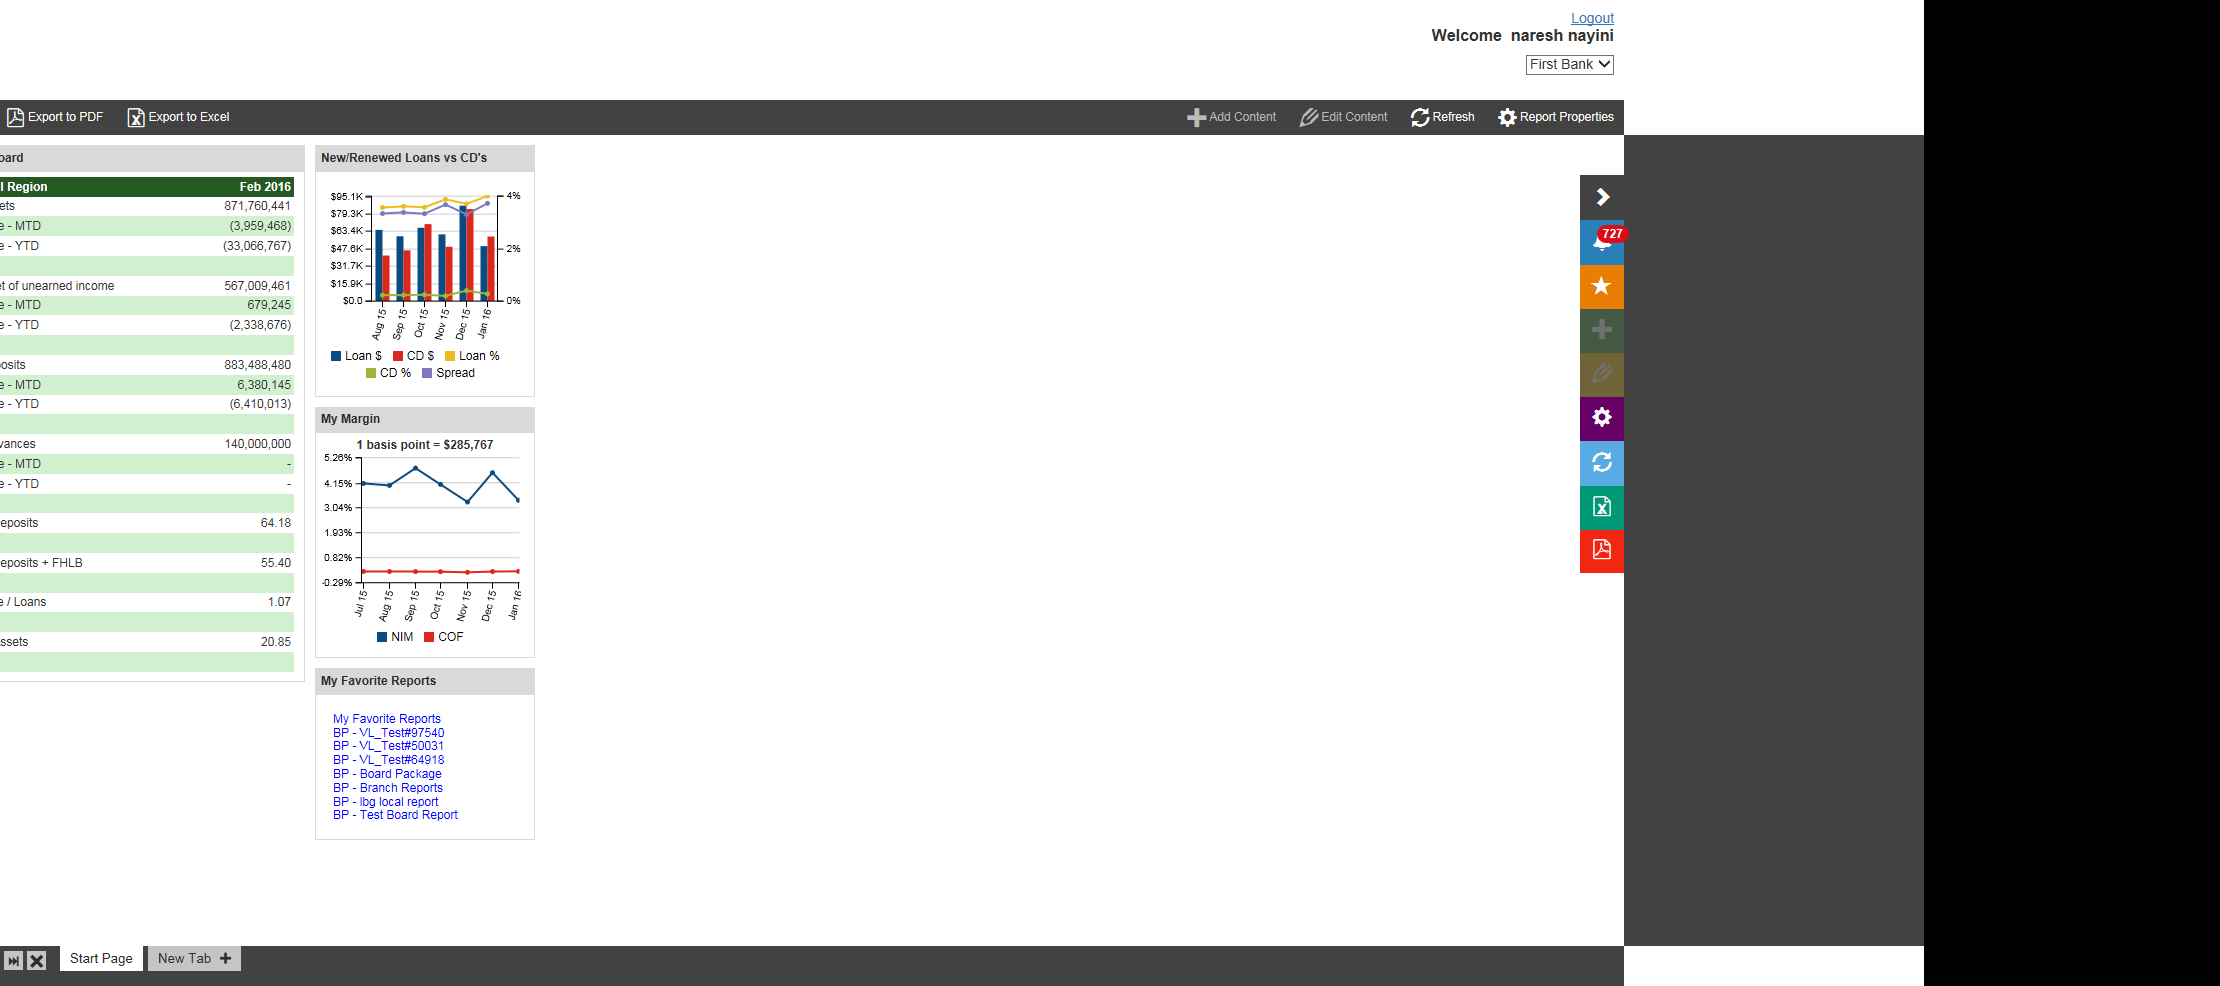 Logout
Welcome naresh nayini
First Bank
Export to PDF Export to Excel Add Content Edit Content Refresh Report Properties
oard
l Region Feb 2016
ets 871,760,441
e - MTD (3,959,468)
e - YTD (33,066,767)
et of unearned income 567,009,461
e - MTD 679,245
e - YTD (2,338,676)
osits 883,488,480
e - MTD 6,380,145
e - YTD (6,410,013)
vances 140,000,000
e - MTD -
e - YTD -
eposits 64.18
eposits + FHLB 55.40
e / Loans 1.07
ssets 20.85
New/Renewed Loans vs CD's
$95.1K 4%
$79.3K
$63.4K
$47.6K 2%
$31.7K
$15.9K
$0.0 0%
Aug 15 Sep 15 Oct 15 Nov 15 Dec 15 Jan 16
Loan $ CD $ Loan %
CD % Spread
My Margin
1 basis point = $285,767
5.26%
4.15%
3.04%
1.93%
0.82%
-0.29%
Jul 15 Aug 15 Sep 15 Oct 15 Nov 15 Dec 15 Jan 16
NIM COF
My Favorite Reports
My Favorite Reports
BP - VL_Test#97540
BP - VL_Test#50031
BP - VL_Test#64918
BP - Board Package
BP - Branch Reports
BP - lbg local report
BP - Test Board Report
727
Start Page New Tab